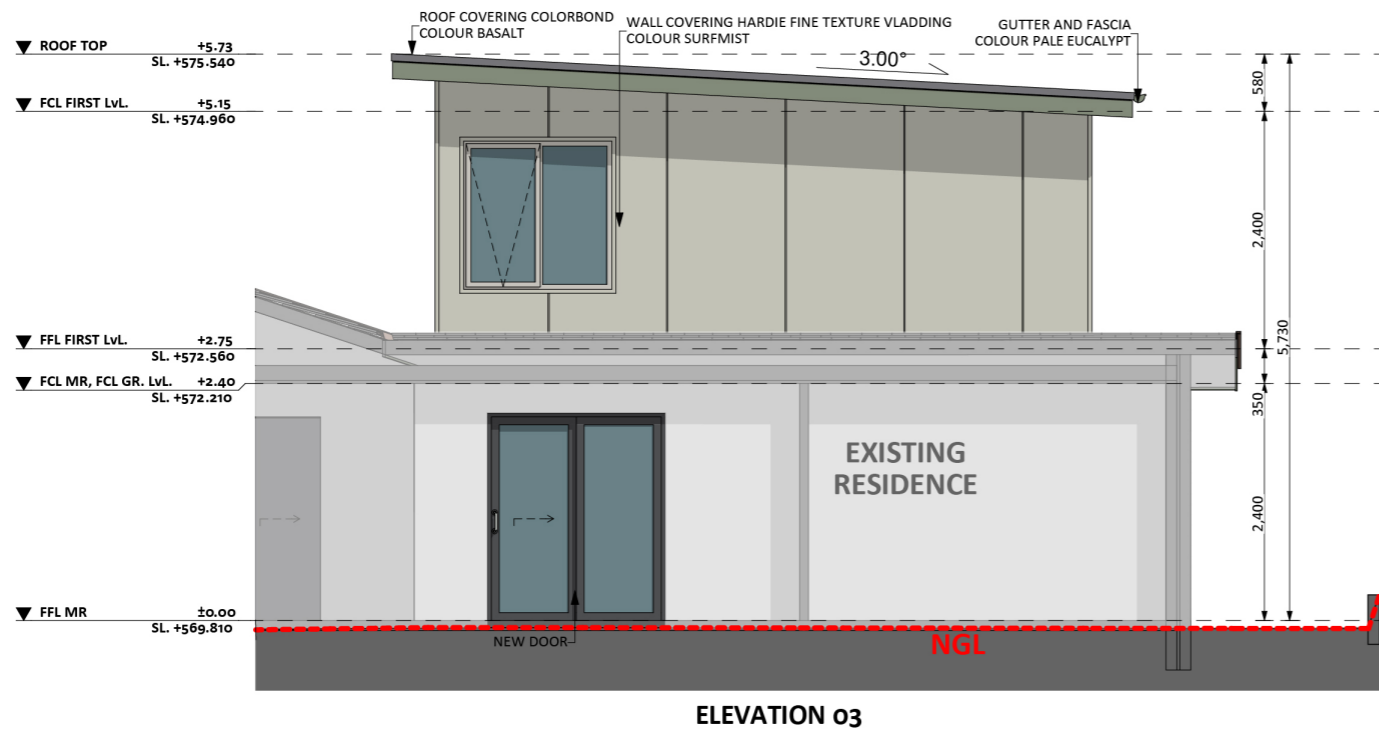 ROOF COVERING COLORBOND
COLOUR BASALT
WALL COVERING HARDIE FINE TEXTURE VLADDING
COLOUR SURFMIST
GUTTER AND FASCIA
COLOUR PALE EUCALYPT
3.00°
ROOF TOP +5.73
SL. +575.540
FCL FIRST LvL. +5.15
SL. +574.960
FFL FIRST LvL. +2.75
SL. +572.560
FCL MR, FCL GR. LvL. +2.40
SL. +572.210
FFL MR ±0.00
SL. +569.810
580
2,400
5,730
350
2,400
EXISTING
RESIDENCE
NEW DOOR
NGL
ELEVATION 03